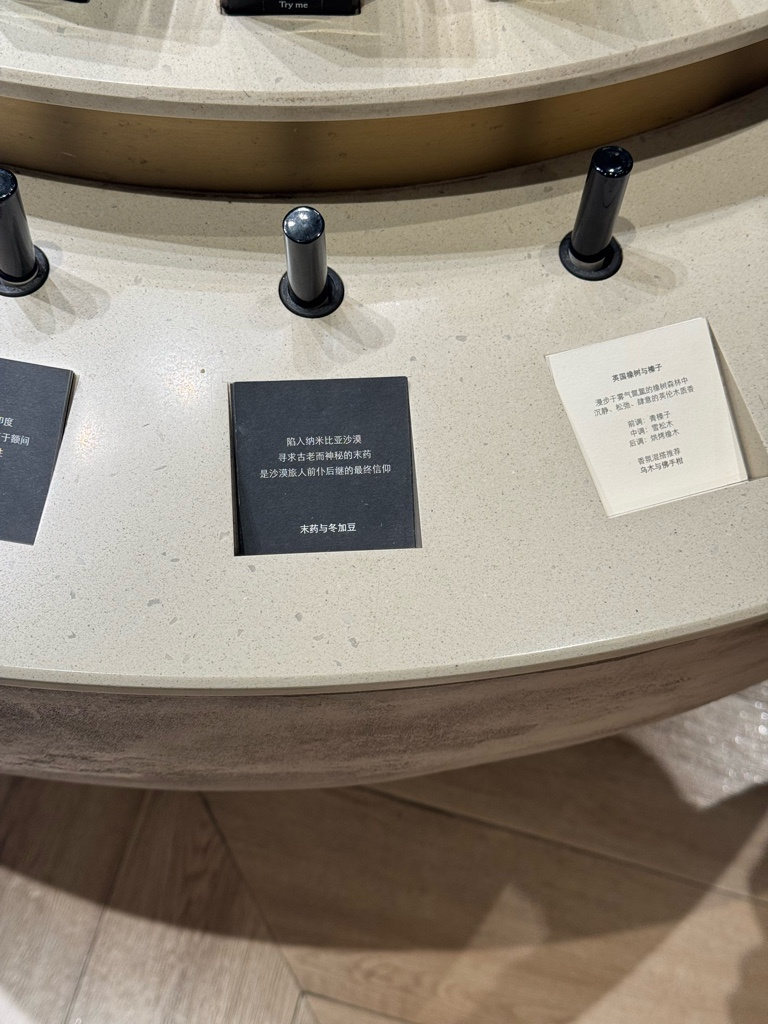 Try me
陷入纳米比亚沙漠
寻求古老而神秘的末药
是沙漠旅人前仆后继的最终信仰
末药与冬加豆
英国橡树与榛子
漫步于雾气氤氲的橡树森林中
沉静、松弛、肆意的英伦木质香
前调：青榛子
中调：雪松木
后调：烘烤橡木
香氛混搭推荐
乌木与佛手柑
印度
于顾问